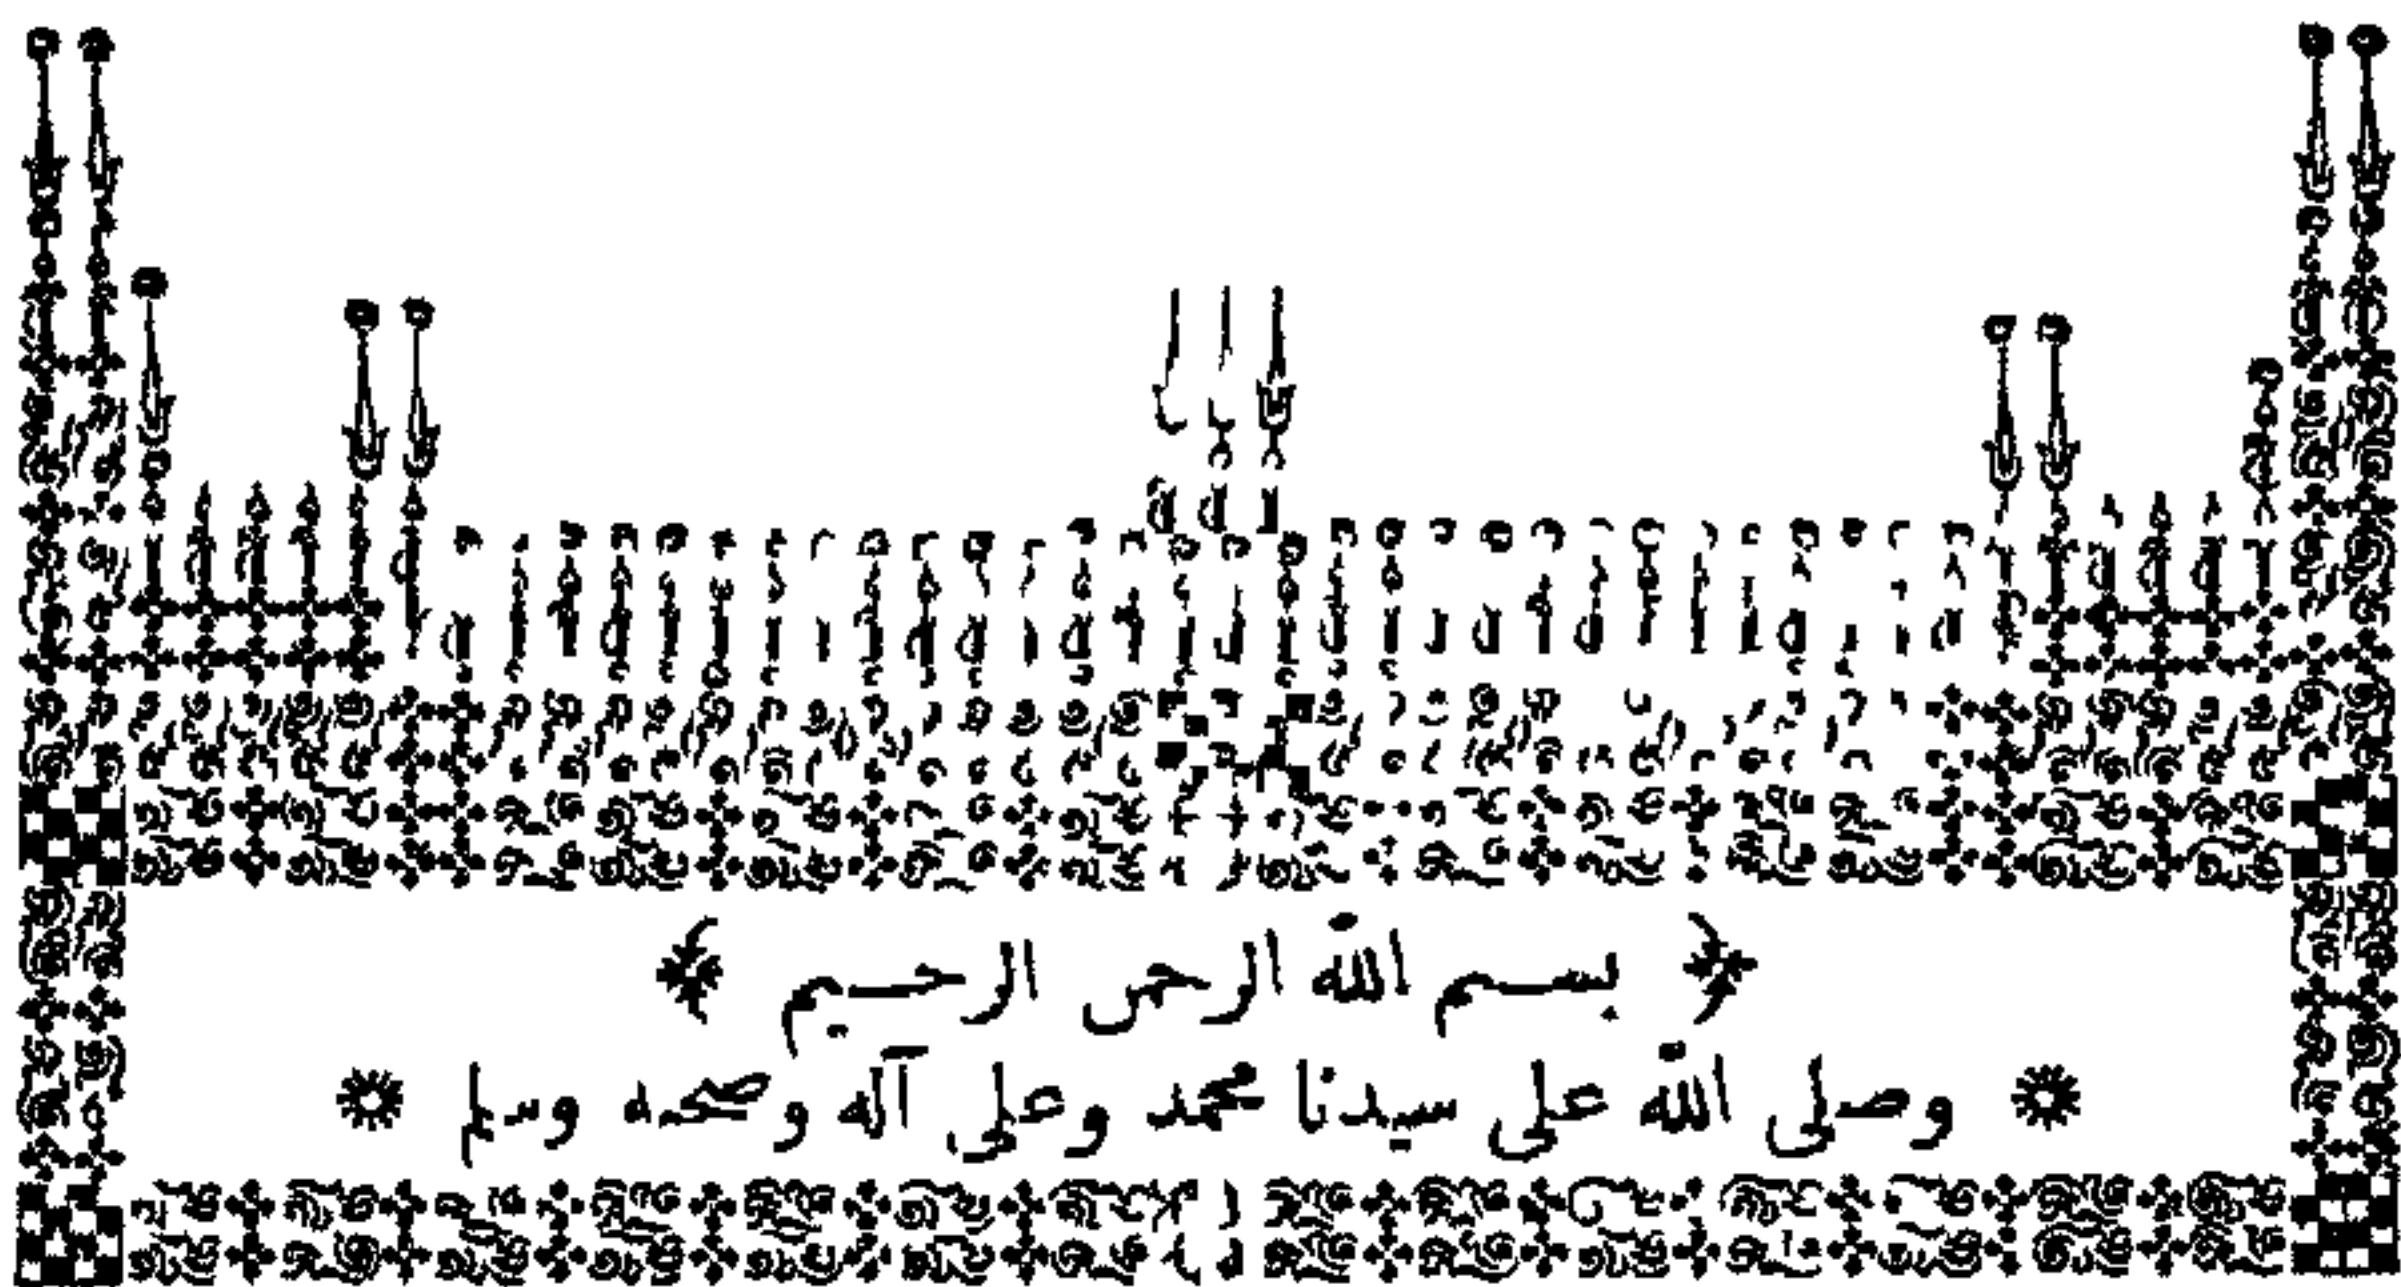 ﴿ بسم الله الرحمن الرحيم ﴾
وصلى الله على سيدنا محمد وعلى آله وصحبه وسلم